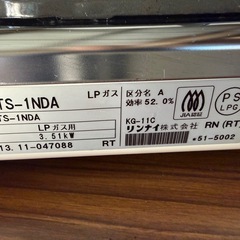 TS-1NDA LPガス 区分名 A
効率 52.0%
TS-1NDA
JIA認証
PS
LPG
LPガス用 KG-11C
3.51kW リンナイ株式会社 RN (RT)
13.11-047088 RT *51-5002